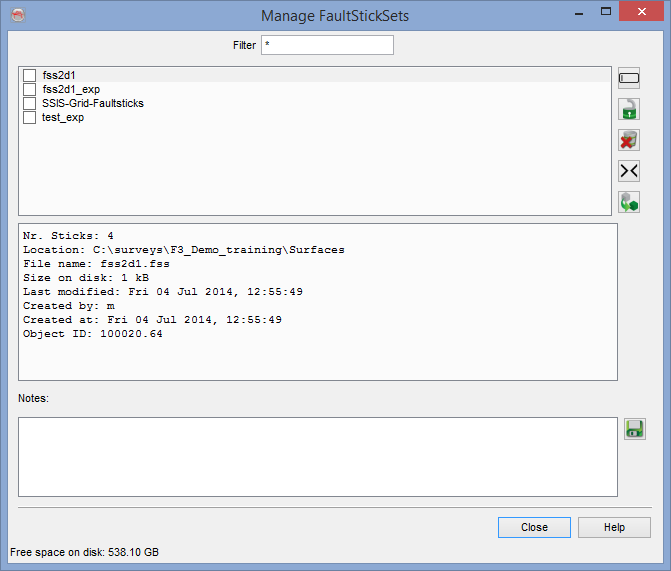 Manage FaultStickSets
Filter *
fss2d1
fss2d1_exp
SSIS-Grid-Faultsticks
test_exp
Nr. Sticks: 4
Location: C:\surveys\F3_Demo_training\Surfaces
File name: fss2d1.fss
Size on disk: 1 kB
Last modified: Fri 04 Jul 2014, 12:55:49
Created by: m
Created at: Fri 04 Jul 2014, 12:55:49
Object ID: 100020.64
Notes:
Close Help
Free space on disk: 538.10 GB